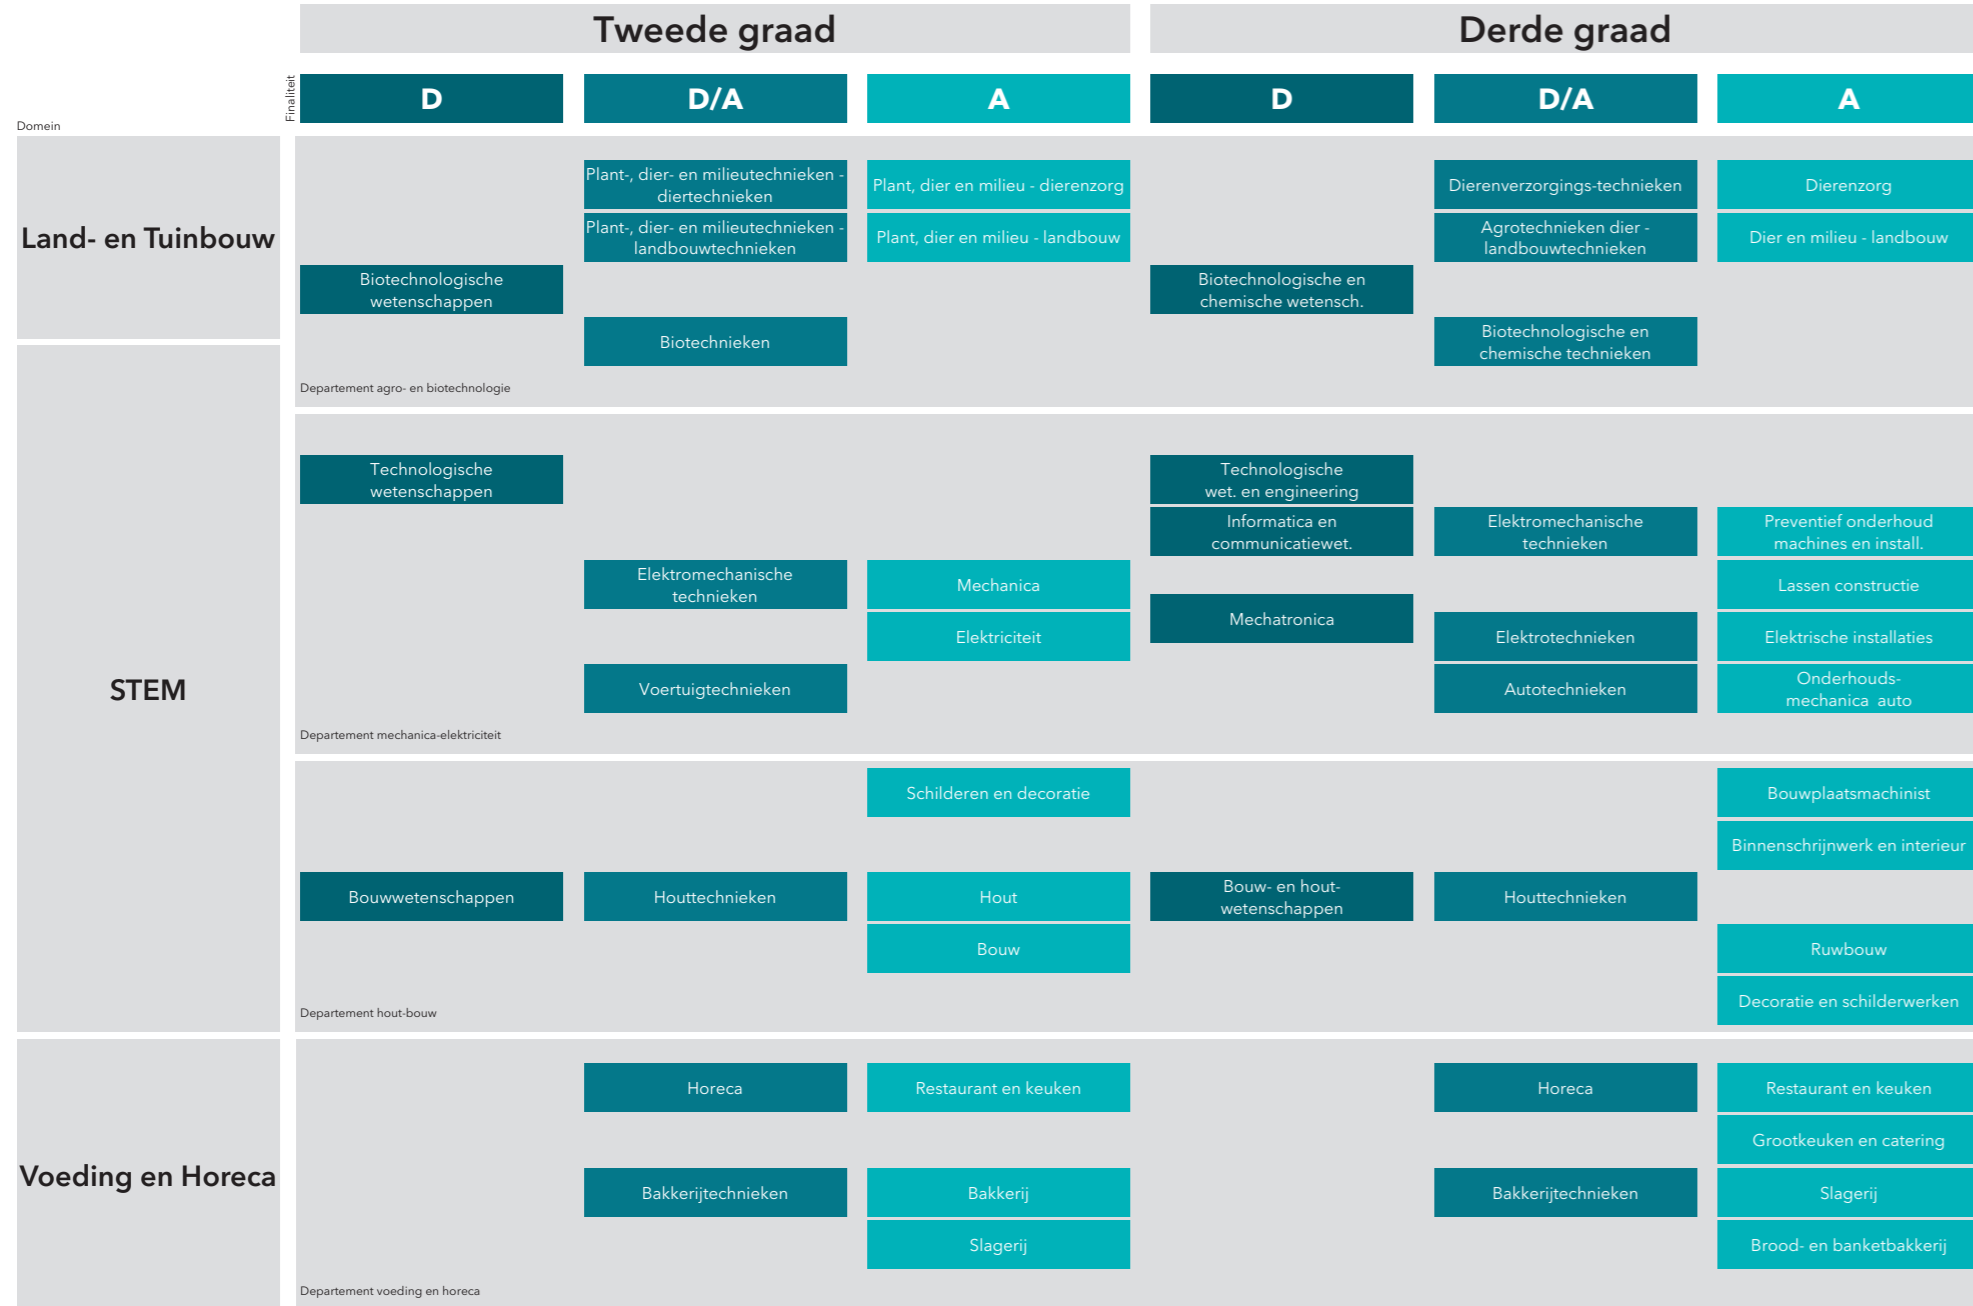 Tweede graad
Derde graad
Finaliteit
D
D/A
A
D
D/A
A
Domein
Land- en Tuinbouw
Plant-, dier- en milieutechnieken -
diertechnieken
Plant, dier en milieu - dierenzorg
Dierenverzorgings-technieken
Dierenzorg
Plant-, dier- en milieutechnieken -
landbouwtechnieken
Plant, dier en milieu - landbouw
Agrotechnieken dier -
landbouwtechnieken
Dier en milieu - landbouw
Biotechnologische
wetenschappen
Biotechnologische en
chemische wetensch.
Biotechnieken
Biotechnologische en
chemische technieken
Departement agro- en biotechnologie
STEM
Technologische
wetenschappen
Technologische
wet. en engineering
Informatica en
communicatiewet.
Elektromechanische
technieken
Preventief onderhoud
machines en install.
Elektromechanische
technieken
Mechanica
Lassen constructie
Mechatronica
Elektriciteit
Elektrotechnieken
Elektrische installaties
Voertuigtechnieken
Autotechnieken
Onderhouds-
mechanica auto
Departement mechanica-elektriciteit
Schilderen en decoratie
Bouwplaatsmachinist
Binnenschrijnwerk en interieur
Bouwwetenschappen
Houttechnieken
Hout
Bouw- en hout-
wetenschappen
Houttechnieken
Bouw
Ruwbouw
Decoratie en schilderwerken
Departement hout-bouw
Voeding en Horeca
Horeca
Restaurant en keuken
Horeca
Restaurant en keuken
Grootkeuken en catering
Bakkerijtechnieken
Bakkerij
Bakkerijtechnieken
Slagerij
Slagerij
Brood- en banketbakkerij
Departement voeding en horeca